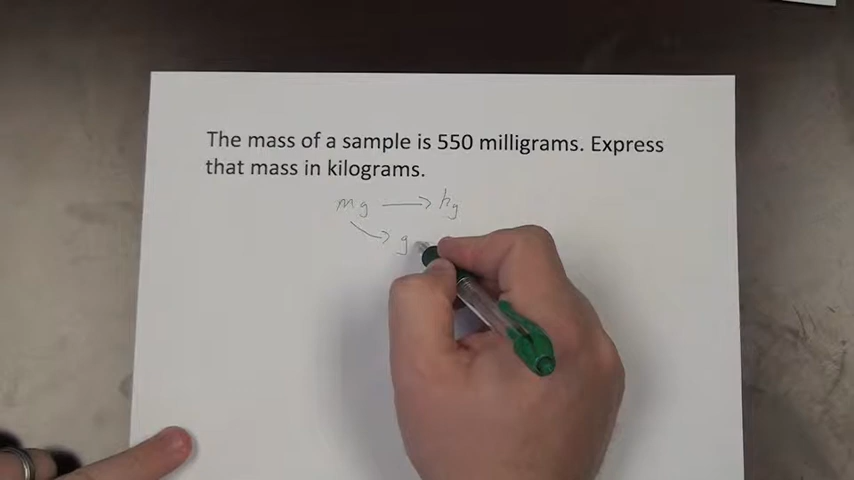 The mass of a sample is 550 milligrams. Express
that mass in kilograms.
mg → kg
→ g